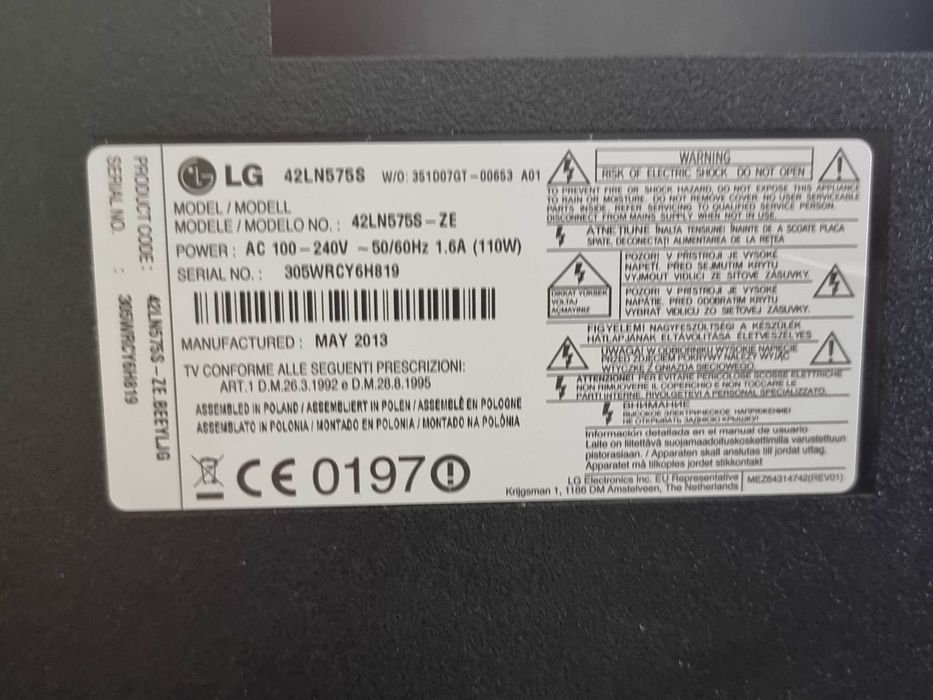 PRODUCT CODE : 42LN575S - ZE.BEEYLJG
SERIAL NO. : 305WRCY6H819
LG 42LN575S W/O: 351D07GT-00653 A01
MODEL / MODELL
MODELE / MODELO NO. : 42LN575S - ZE
POWER : AC 100-240V ~50/60Hz 1.6A (110W)
SERIAL NO. : 305WRCY6H819
MANUFACTURED : MAY 2013
TV CONFORME ALLE SEGUENTI PRESCRIZIONI:
ART.1 D.M.26.3.1992 e D.M.28.8.1995
ASSEMBLED IN POLAND / ASSEMBLIERT IN POLEN / ASSEMBLÉ EN POLOGNE
ASSEMBLATO IN POLONIA / MONTADO EN POLONIA / MONTADO NA POLÓNIA
CE 0197
WARNING
RISK OF ELECTRIC SHOCK DO NOT OPEN
TO PREVENT FIRE OR SHOCK HAZARD, DO NOT EXPOSE THIS APPLIANCE
TO RAIN OR MOISTURE. DO NOT REMOVE COVER. NO USER SERVICEABLE
PARTS INSIDE. REFER SERVICING TO QUALIFIED SERVICE PERSON.
DISCONNECT FROM MAINS SUPPLY WHEN NOT IN USE.
ATNEȚIUNE ÎNALTA TENSIUNE! ÎNAINTE DE A SCOATE PLACA
SPATE, DECONECTAȚI ALIMENTAREA DE LA REȚEA
DIKKAT YÜKSEK
VOLTAJ
AÇMAYINIZ
POZOR! V PŘÍSTROJI JE VYSOKÉ
NAPĚTÍ. PŘED SEJMUTÍM KRYTU
VYJMOUT VIDLICI ZE SÍŤOVÉ ZÁSUVKY.
POZOR! V PRÍSTROJI JE VYSOKÉ
NAPÄTIE. PRED ODOBRATÍM KRYTU
VYBRAŤ VIDLICU ZO SIEŤOVEJ ZÁSUVKY.
FIGYELEM! NAGYFESZÜLTSÉG! A KÉSZÜLÉK
HÁTLAPJÁNAK ELTÁVOLÍTÁSA ÉLETVESZÉLYES
UWAGA! W ODBIORNIKU WYSOKIE NAPIĘCIE
PRZED ZDJĘCIEM POKRYWY NALEŻY WYJĄĆ
WTYCZKĘ Z GNIAZDA SIECIOWEGO
ATTENZIONE! PER EVITARE PERICOLOSE SCOSSE ELETTRICHE
NON RIMUOVERE IL COPERCHIO E NON TOCCARE LE
PARTI INTERNE. RIVOLGETEVI A PERSONAL SPECIALIZZATO.
ВНИМАНИЕ
ВЫСОКОЕ ЭЛЕКТРИЧЕСКОЕ НАПРЯЖЕНИЕ!
НЕ ОТКРЫВАТЬ ЗАДНЮЮ КРЫШКУ!
Información detallada en el manual de usuario
Laite on liitettävä suojamaadoituskoskettimilla varustettuun
pistorasiaan. / Apparaten skall anslutas till jordat uttag.
Apparatet må tilkoples jordet stikkontakt
LG Electronics Inc. EU Representative
Krijgsman 1, 1186 DM Amstelveen, The Netherlands
MEZ64314742(REV01)